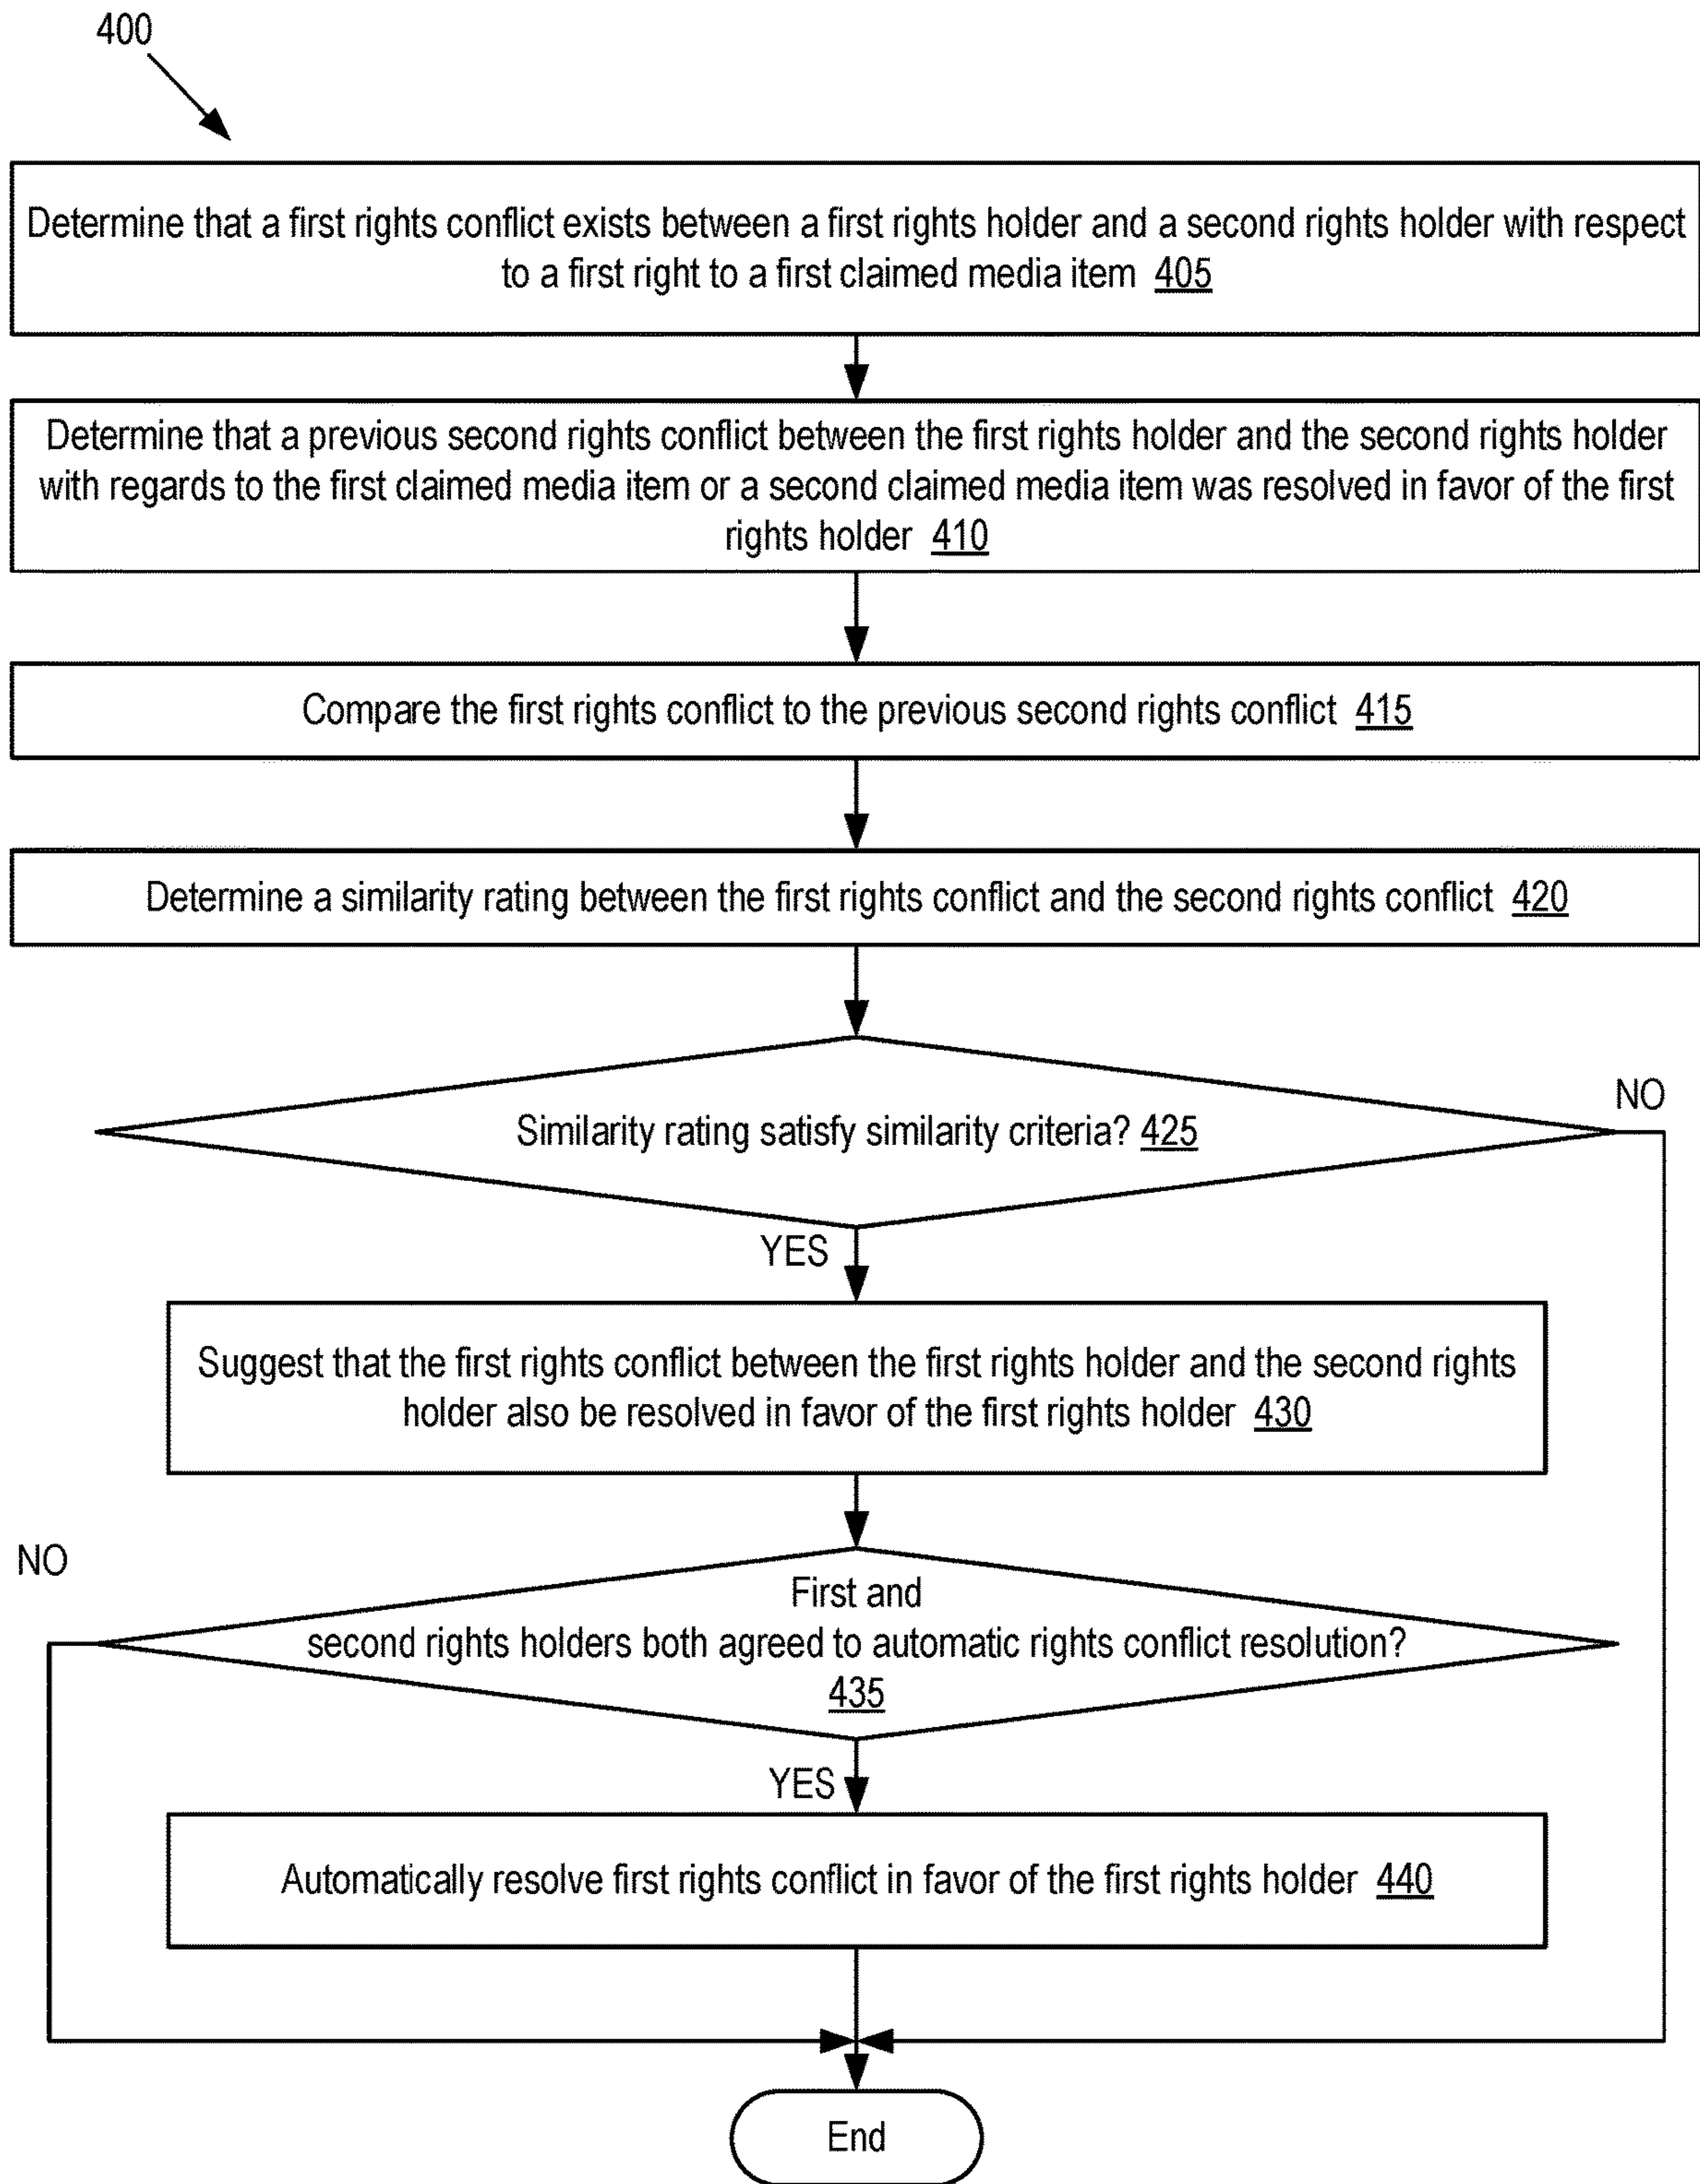 400
Determine that a first rights conflict exists between a first rights holder and a second rights holder with respect
to a first right to a first claimed media item 405
Determine that a previous second rights conflict between the first rights holder and the second rights holder
with regards to the first claimed media item or a second claimed media item was resolved in favor of the first
rights holder 410
Compare the first rights conflict to the previous second rights conflict 415
Determine a similarity rating between the first rights conflict and the second rights conflict 420
NO
Similarity rating satisfy similarity criteria? 425
YES
Suggest that the first rights conflict between the first rights holder and the second rights
holder also be resolved in favor of the first rights holder 430
NO
First and
second rights holders both agreed to automatic rights conflict resolution?
435
YES
Automatically resolve first rights conflict in favor of the first rights holder 440
End